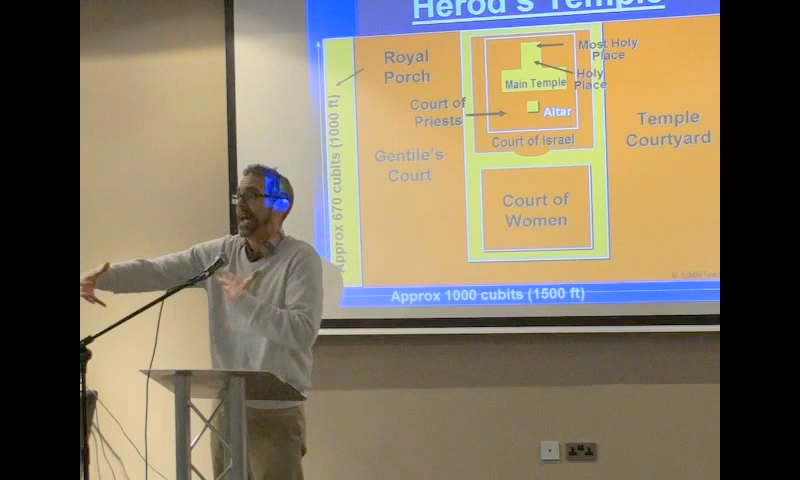 Herod's Temple
Royal
Porch
Most Holy
Place
Holy
Place
Main Temple
Court of
Priests
Altar
Court of Israel
Gentile's
Court
Temple
Courtyard
Court of
Women
Approx 670 cubits (1000 ft)
Approx 1000 cubits (1500 ft)